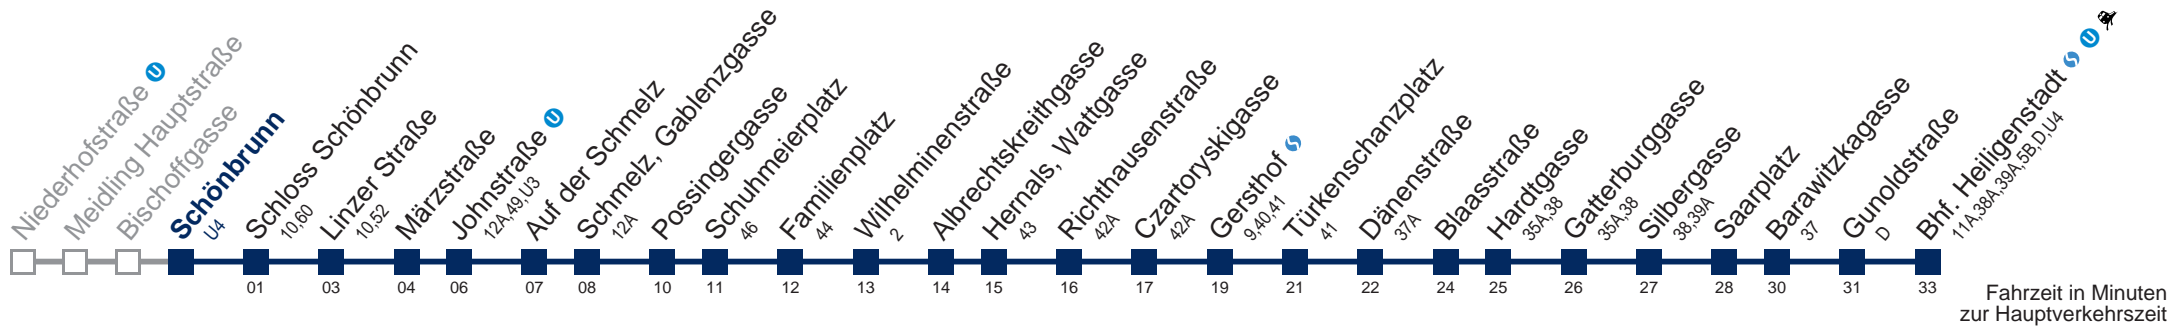 Niederhofstraße U
Meidling Hauptstraße
Bischoffgasse
Schönbrunn
U4
Schloss Schönbrunn
10,60
Linzer Straße
10,52
Märzstraße
Johnstraße U
12A,49,U3
Auf der Schmelz
Schmelz, Gablenzgasse
12A
Possingergasse
Schuhmeierplatz
46
Familienplatz
44
Wilhelminenstraße
2
Albrechtskreithgasse
Hernals, Wattgasse
43
Richthausenstraße
42A
Czartoryskigasse
42A
Gersthof S
9,40,41
Türkenschanzplatz
41
Dänenstraße
37A
Blaasstraße
Hardtgasse
35A,38
Gatterburggasse
35A,38
Silbergasse
38,39A
Saarplatz
Barawitzkagasse
37
Gunoldstraße
D
Bhf. Heiligenstadt S U
11A,38A,39A,5B,D,U4
01 03 04 06 07 08 10 11 12 13 14 15 16 17 19 21 22 24 25 26 27 28 30 31 33
Fahrzeit in Minuten
zur Hauptverkehrszeit